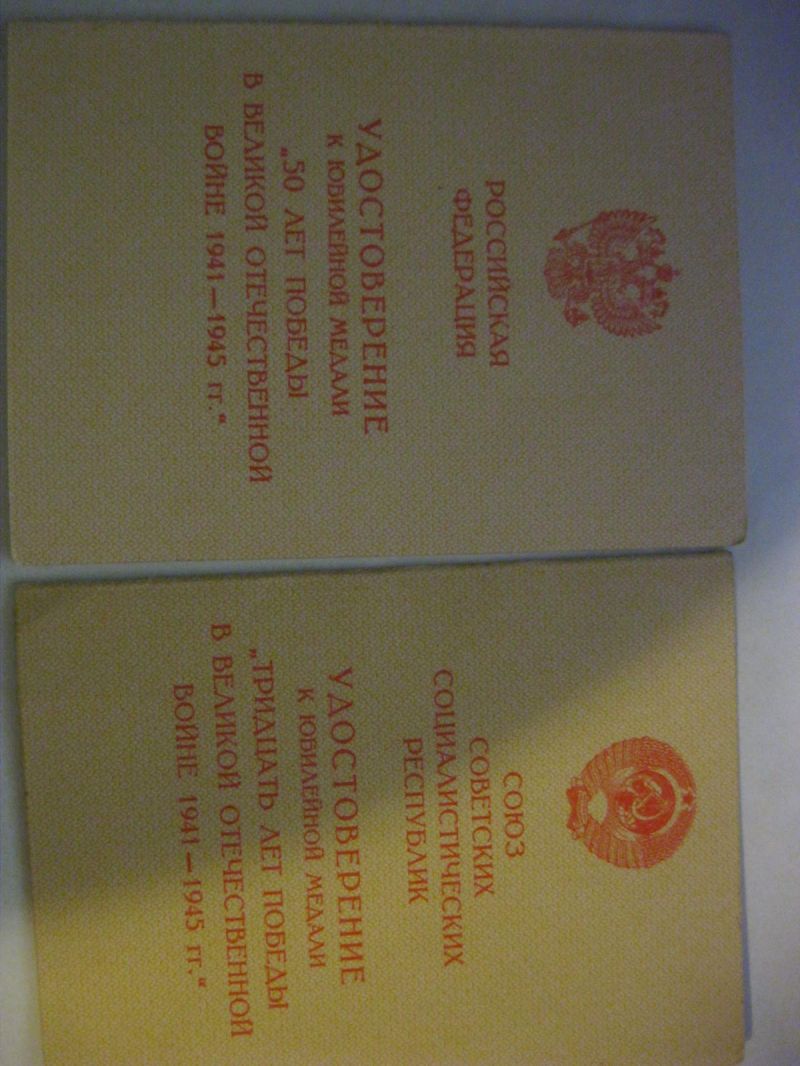 РОССИЙСКАЯ
ФЕДЕРАЦИЯ
УДОСТОВЕРЕНИЕ
К ЮБИЛЕЙНОЙ МЕДАЛИ
„50 ЛЕТ ПОБЕДЫ
В ВЕЛИКОЙ ОТЕЧЕСТВЕННОЙ
ВОЙНЕ 1941—1945 гг.“
СОЮЗ
СОВЕТСКИХ
СОЦИАЛИСТИЧЕСКИХ
РЕСПУБЛИК
УДОСТОВЕРЕНИЕ
К ЮБИЛЕЙНОЙ МЕДАЛИ
„ТРИДЦАТЬ ЛЕТ ПОБЕДЫ
В ВЕЛИКОЙ ОТЕЧЕСТВЕННОЙ
ВОЙНЕ 1941—1945 гг.“